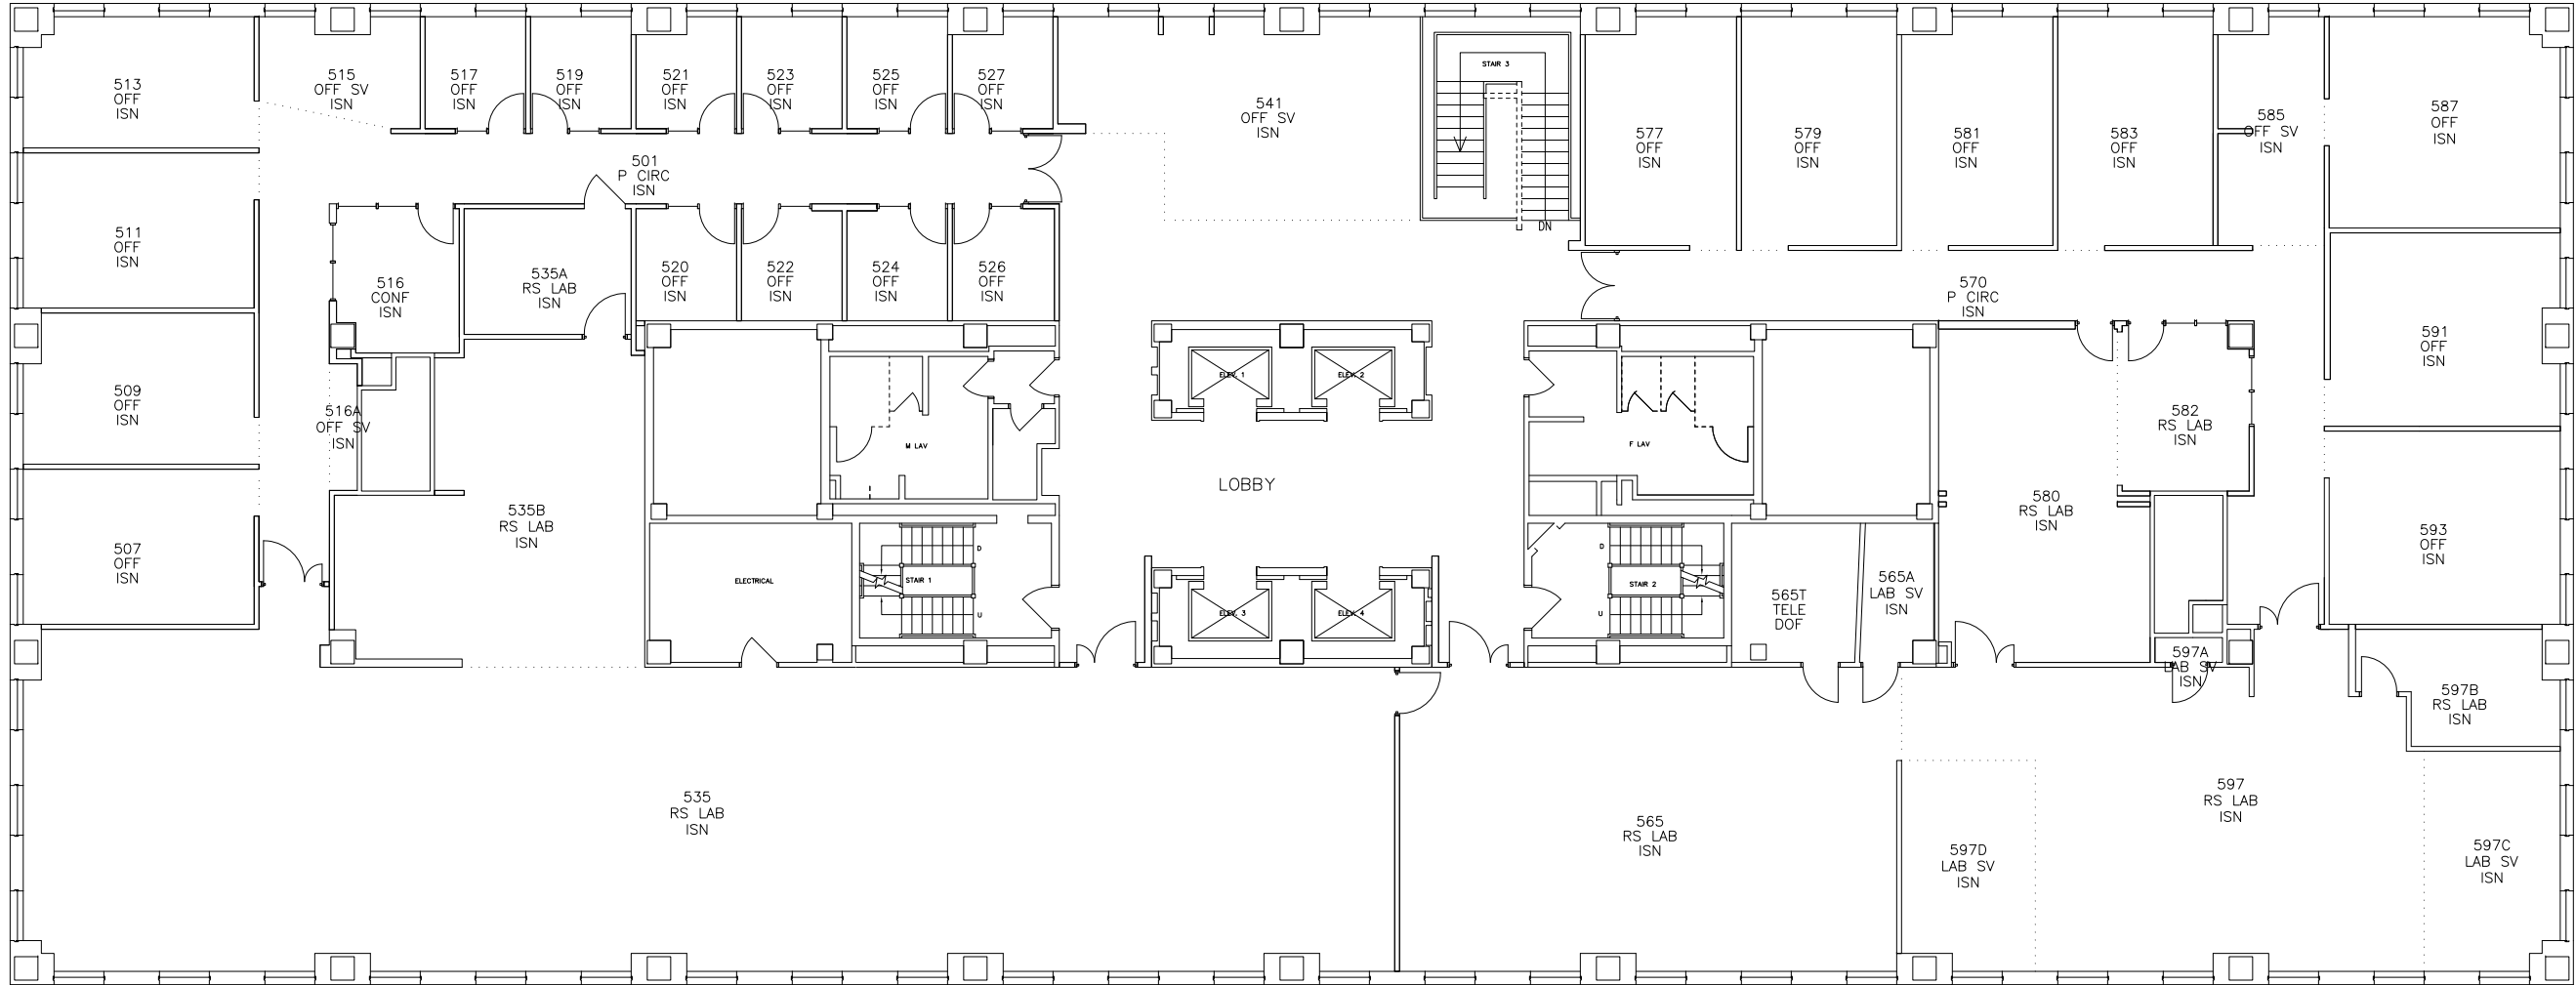 513
OFF
ISN
515
OFF SV
ISN
517
OFF
ISN
519
OFF
ISN
521
OFF
ISN
523
OFF
ISN
525
OFF
ISN
527
OFF
ISN
541
OFF SV
ISN
STAIR 3
DN
577
OFF
ISN
579
OFF
ISN
581
OFF
ISN
583
OFF
ISN
585
OFF SV
ISN
587
OFF
ISN
501
P CIRC
ISN
511
OFF
ISN
516
CONF
ISN
535A
RS LAB
ISN
520
OFF
ISN
522
OFF
ISN
524
OFF
ISN
526
OFF
ISN
570
P CIRC
ISN
591
OFF
ISN
509
OFF
ISN
516A
OFF SV
ISN
M LAV
ELEV. 1
ELEV. 2
F LAV
582
RS LAB
ISN
LOBBY
507
OFF
ISN
535B
RS LAB
ISN
ELECTRICAL
D
STAIR 1
U
ELEV. 3
ELEV. 4
D
STAIR 2
U
565T
TELE
DOF
565A
LAB SV
ISN
580
RS LAB
ISN
593
OFF
ISN
597A
LAB SV
ISN
597B
RS LAB
ISN
535
RS LAB
ISN
565
RS LAB
ISN
597D
LAB SV
ISN
597
RS LAB
ISN
597C
LAB SV
ISN